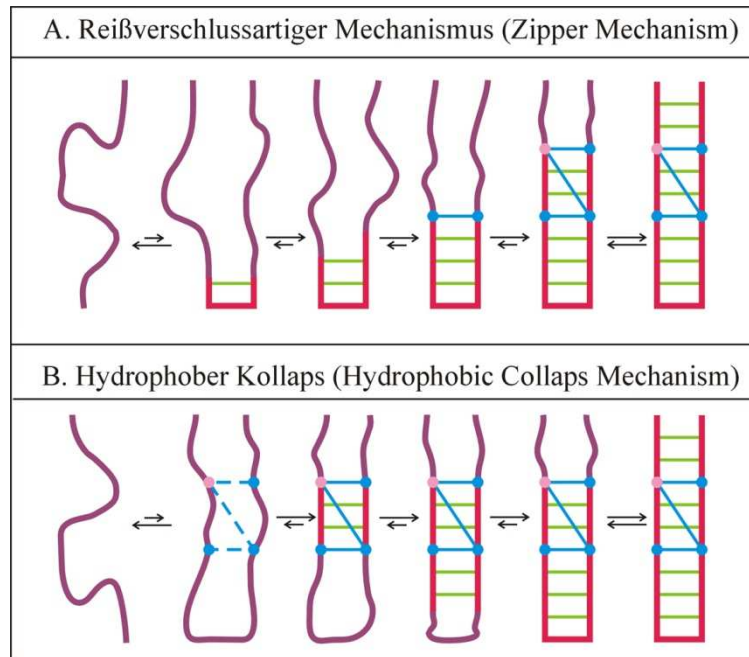 A. Reißverschlussartiger Mechanismus (Zipper Mechanism)
B. Hydrophober Kollaps (Hydrophobic Collaps Mechanism)